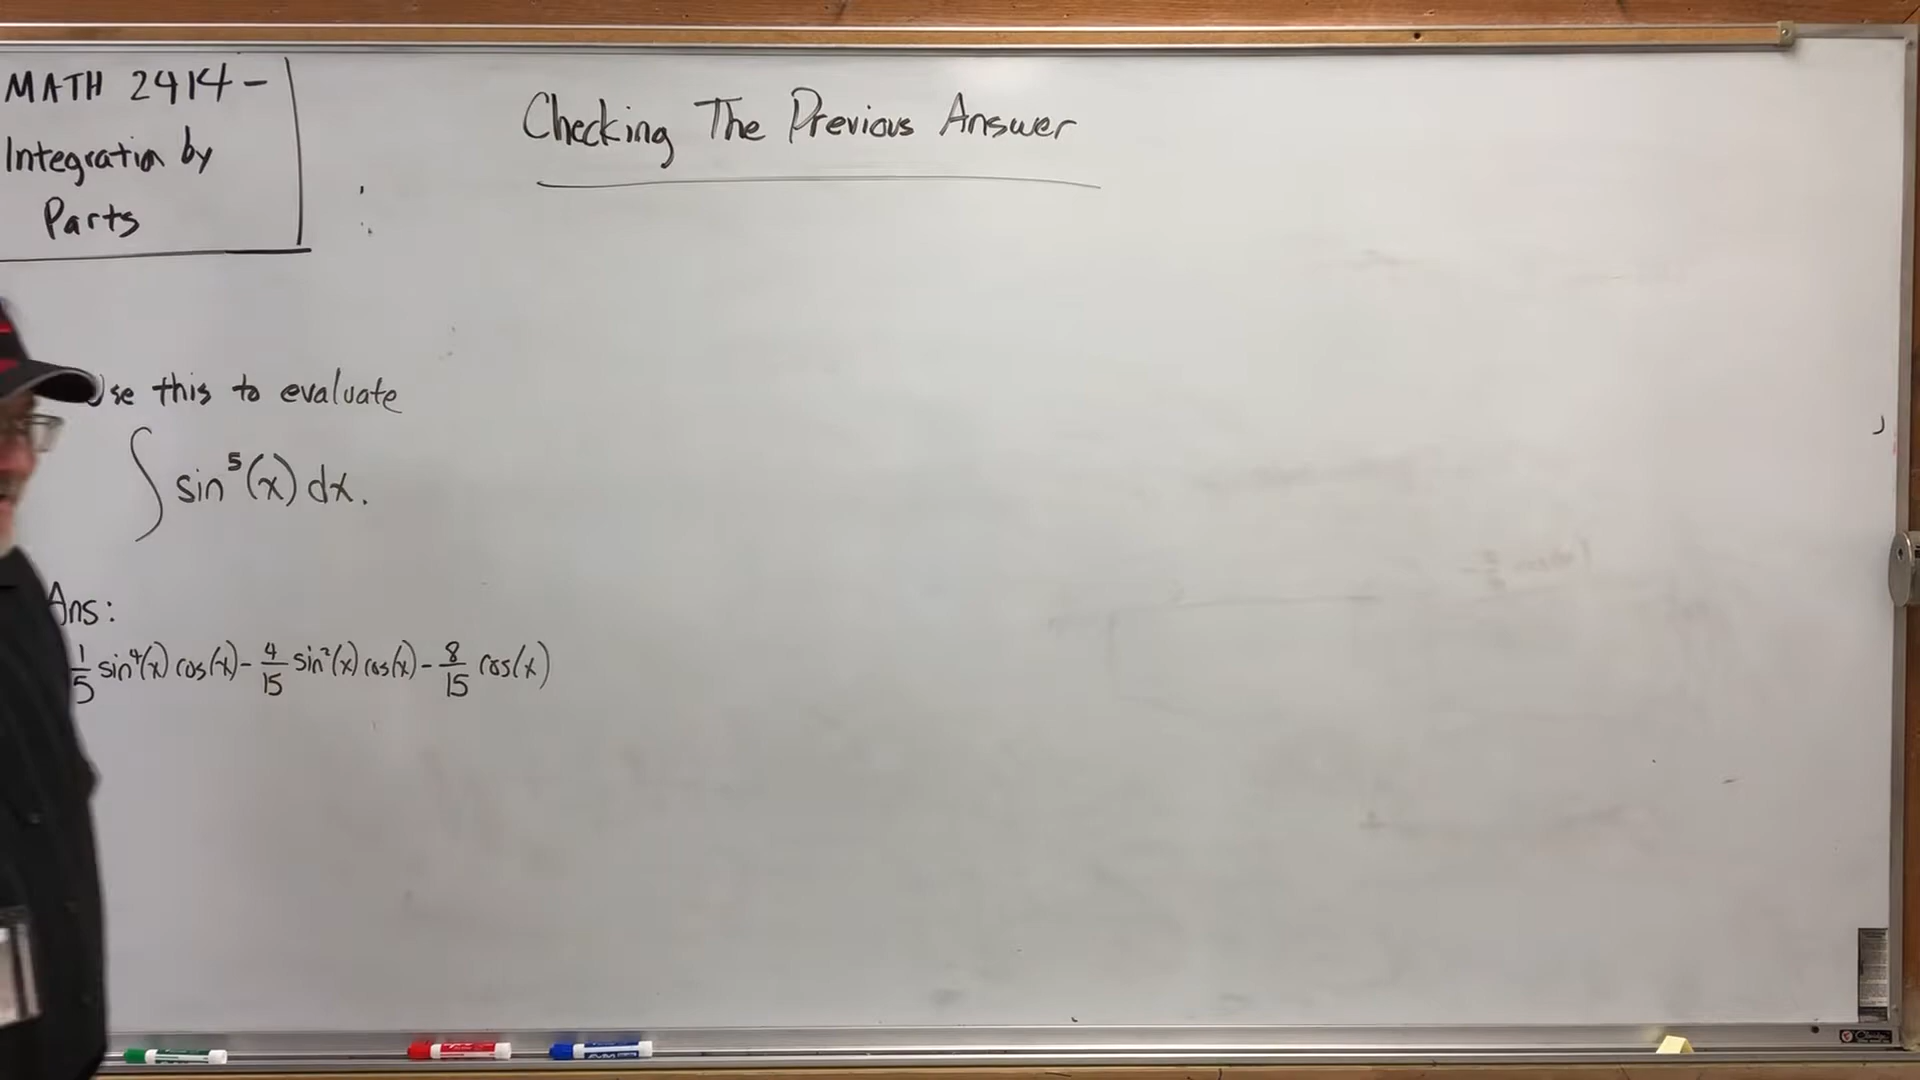 MATH 2414-
Integration by
Parts
Checking The Previous Answer
Use this to evaluate
∫ sin⁵(x) dx.
Ans:
1/5 sin⁴(x) cos(x) - 4/15 sin²(x) cos(x) - 8/15 cos(x)